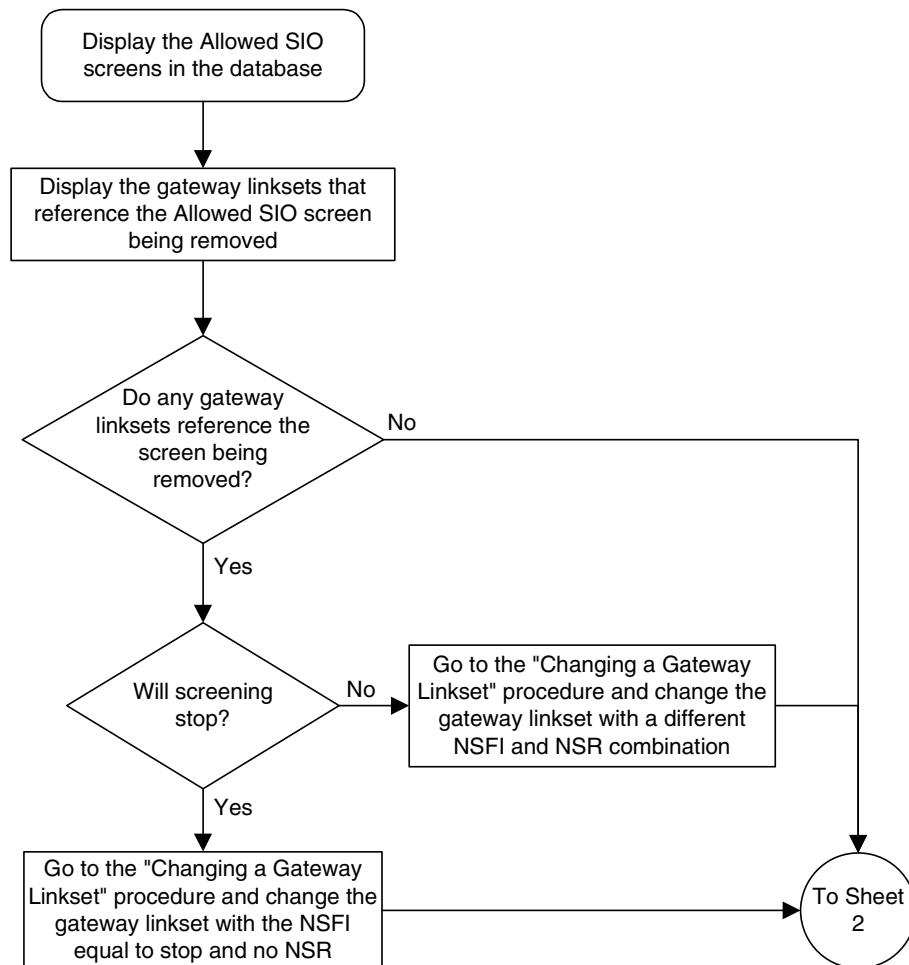 Display the Allowed SIO
screens in the database
Display the gateway linksets that
reference the Allowed SIO screen
being removed
Do any gateway
linksets reference the
screen being
removed?
No
Yes
Will screening
stop?
No
Go to the "Changing a Gateway
Linkset" procedure and change the
gateway linkset with a different
NSFI and NSR combination
Yes
Go to the "Changing a Gateway
Linkset" procedure and change the
gateway linkset with the NSFI
equal to stop and no NSR
To Sheet
2